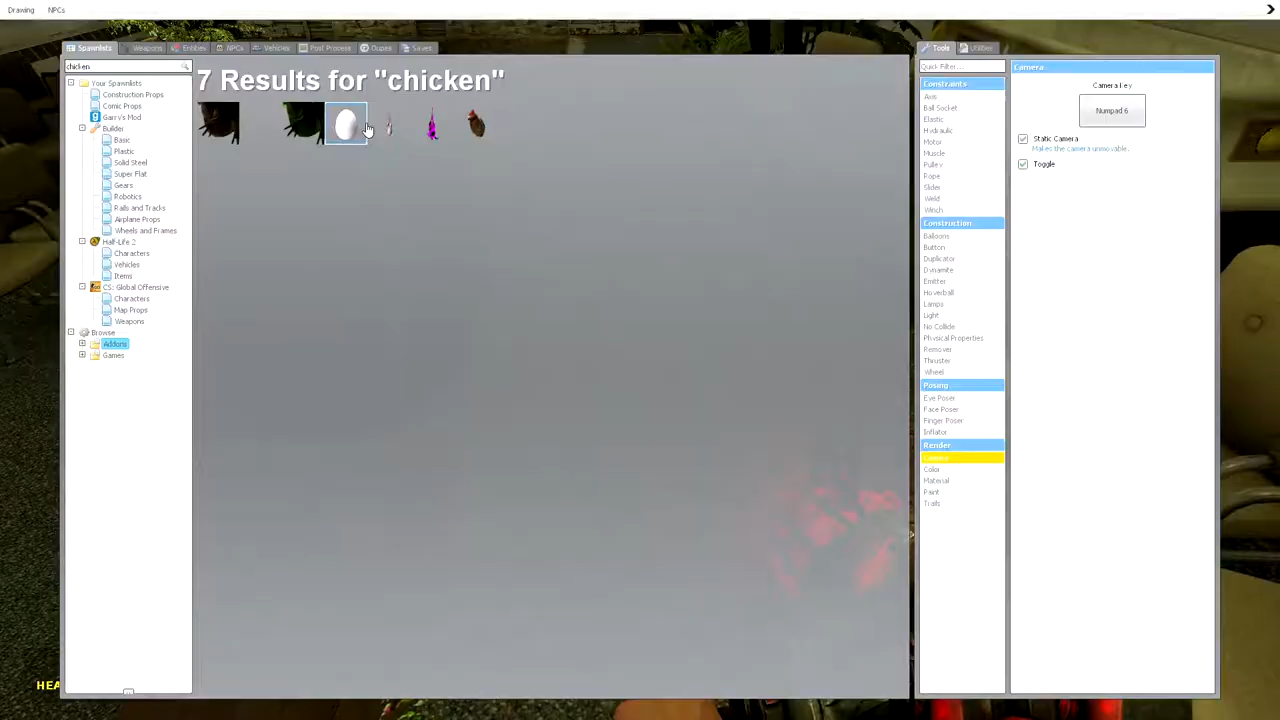 Drawing NPCs
Spawnlists Weapons Entities NPCs Vehicles Post Process Dupes Saves
Tools Utilities
chicken
7 Results for "chicken"
Your Spawnlists
Construction Props
Comic Props
Garry's Mod
Builder
Basic
Plastic
Solid Steel
Super Flat
Gears
Robotics
Rails and Tracks
Airplane Props
Wheels and Frames
Half-Life 2
Characters
Vehicles
Items
CS: Global Offensive
Characters
Map Props
Weapons
Browse
Addons
Games
HEA
Quick Filter...
Constraints
Axis
Ball Socket
Elastic
Hydraulic
Motor
Muscle
Pulley
Rope
Slider
Weld
Winch
Construction
Balloons
Button
Duplicator
Dynamite
Emitter
Hoverball
Lamps
Light
No Collide
Physical Properties
Remover
Thruster
Wheel
Posing
Eye Poser
Face Poser
Finger Poser
Inflator
Render
Camera
Color
Material
Paint
Trails
Camera
Camera Key
Numpad 6
Static Camera
Makes the camera unmovable.
Toggle